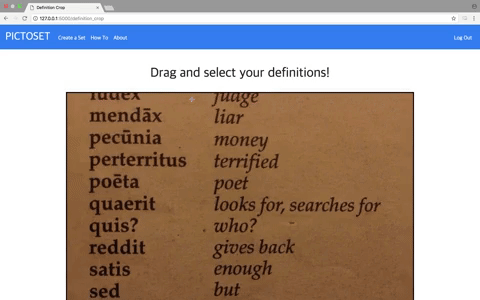 Definition Crop
127.0.0.1:5000/definition_crop
PICTOSET Create a Set How To About Log Out
Drag and select your definitions!
iudex judge
mendāx liar
pecūnia money
perterritus terrified
poēta poet
quaerit looks for, searches for
quis? who?
reddit gives back
satis enough
sed but